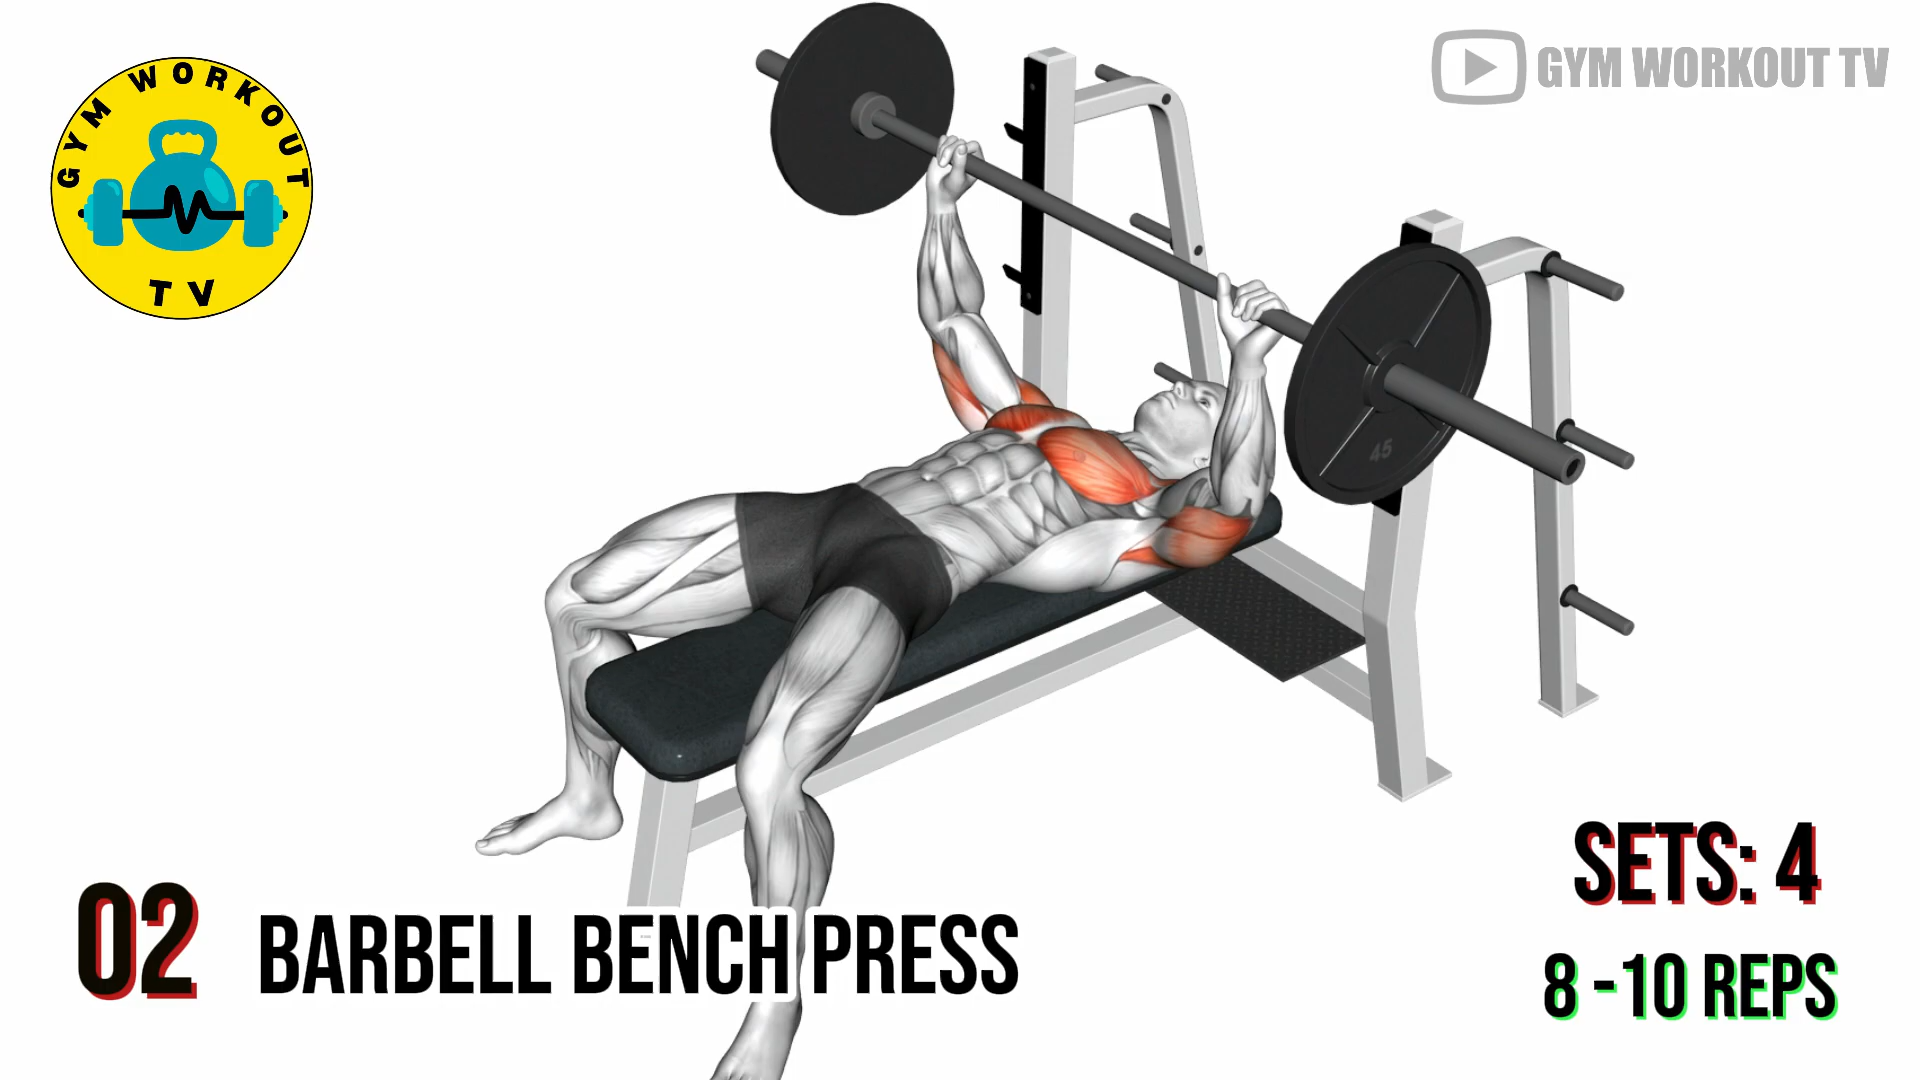 GYM WORKOUT
TV
GYM WORKOUT TV
45
SETS: 4
8 -10 REPS
02 BARBELL BENCH PRESS